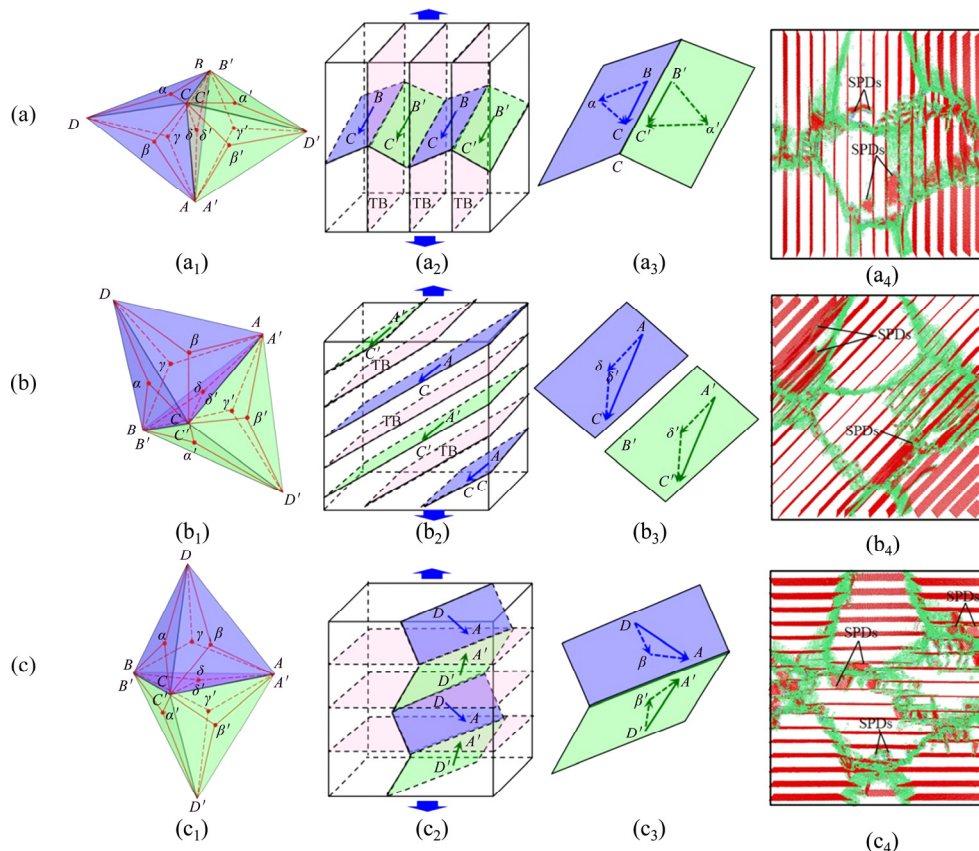 (a)
B
B′
α
C
C′
α′
D
γ
δ
δ′
γ′
D′
β
β′
A
A′
(a₁)
B
B′
B
B′
C
C′
C
C′
TB
TB
TB
(a₂)
B
B′
α
C
C′
α′
C
(a₃)
SPDs
SPDs
(a₄)
(b)
D
A
A′
β
γ
α
δ
δ′
γ′
β′
B
B′
C
C′
α′
D′
(b₁)
A′
C′
TB
A
C
TB
A′
C′
TB
A
C
C
(b₂)
A
δ
δ′
C
A′
B′
δ′
C′
(b₃)
SPDs
SPDs
(b₄)
(c)
D
α
γ
β
B
B′
δ
δ′
A
A′
C
C′
γ′
α′
β′
D′
(c₁)
D
A
A′
D′
D
A
A′
D′
(c₂)
D
β
A
A′
β′
D′
(c₃)
SPDs
SPDs
SPDs
(c₄)